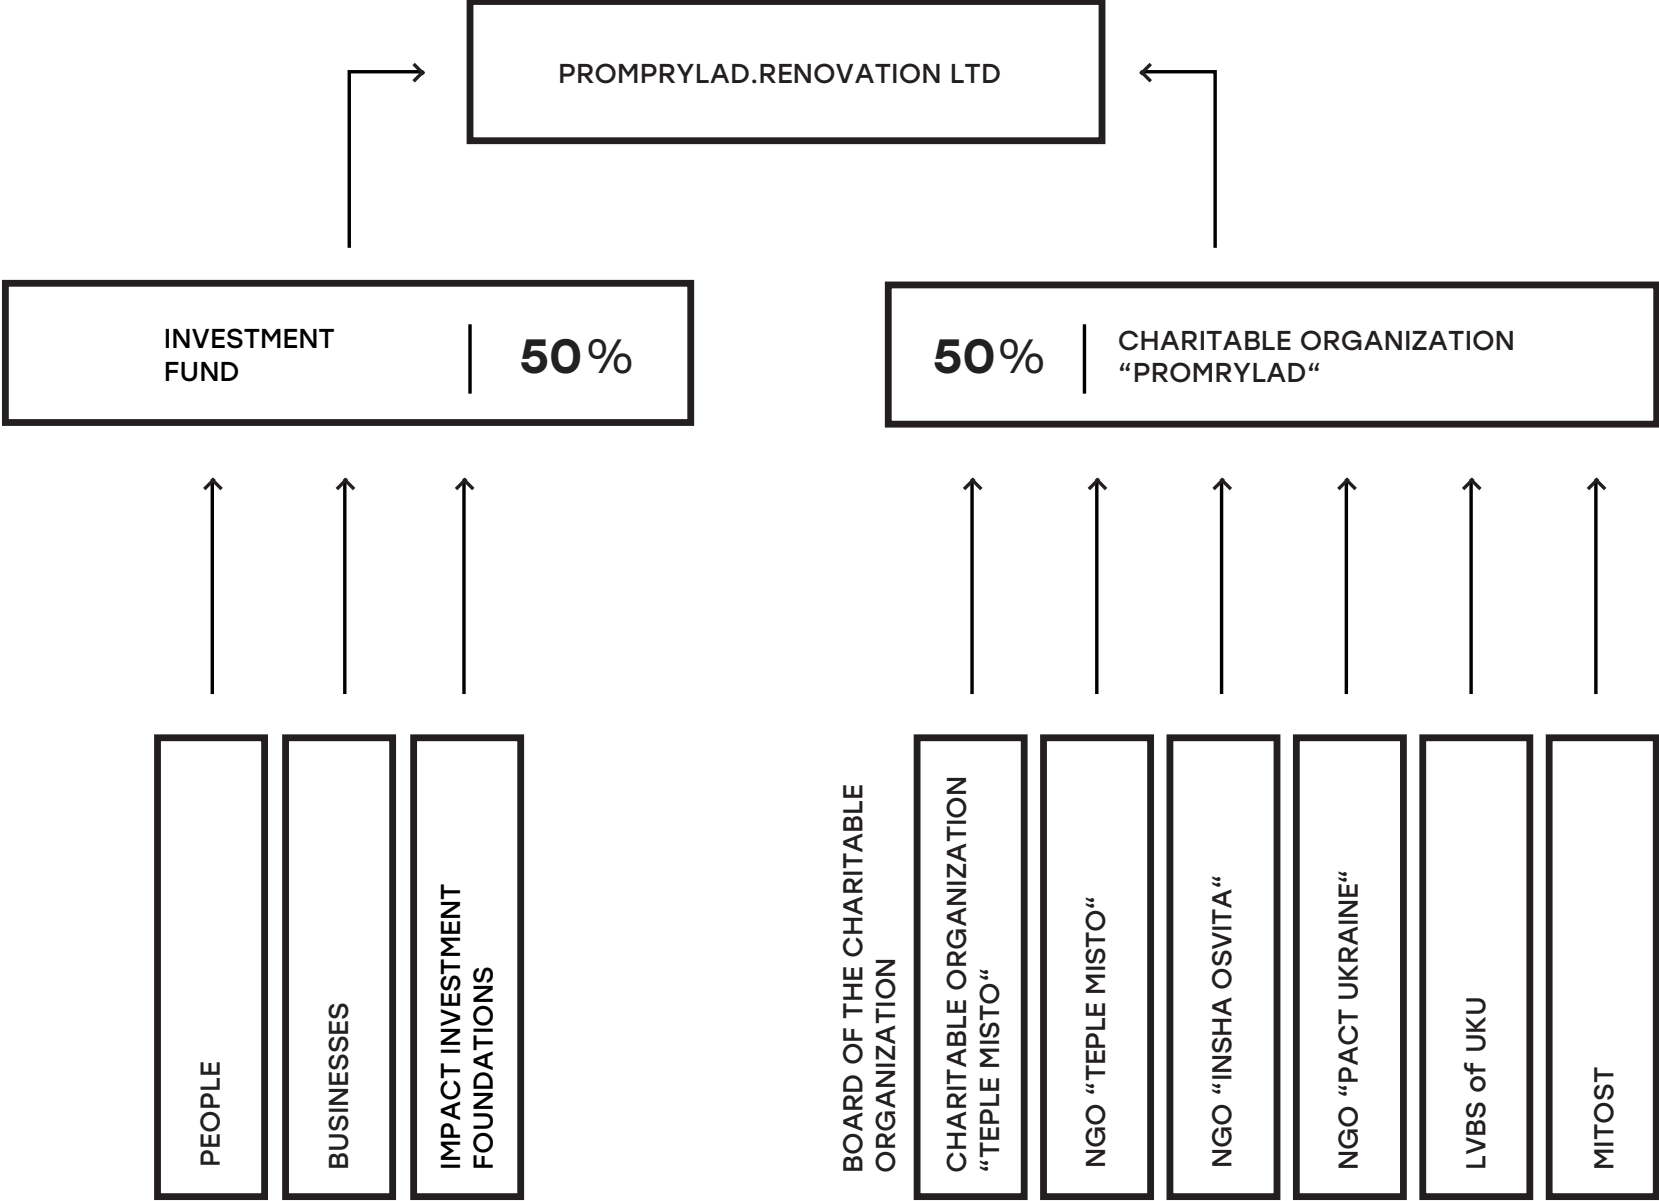 PROMPRYLAD.RENOVATION LTD
INVESTMENT
FUND
50%
50%
CHARITABLE ORGANIZATION
“PROMRYLAD“
PEOPLE
BUSINESSES
IMPACT INVESTMENT
FOUNDATIONS
BOARD OF THE CHARITABLE
ORGANIZATION
CHARITABLE ORGANIZATION
“TEPLE MISTO“
NGO “TEPLE MISTO“
NGO “INSHA OSVITA“
NGO “PACT UKRAINE“
LVBS of UKU
MITOST